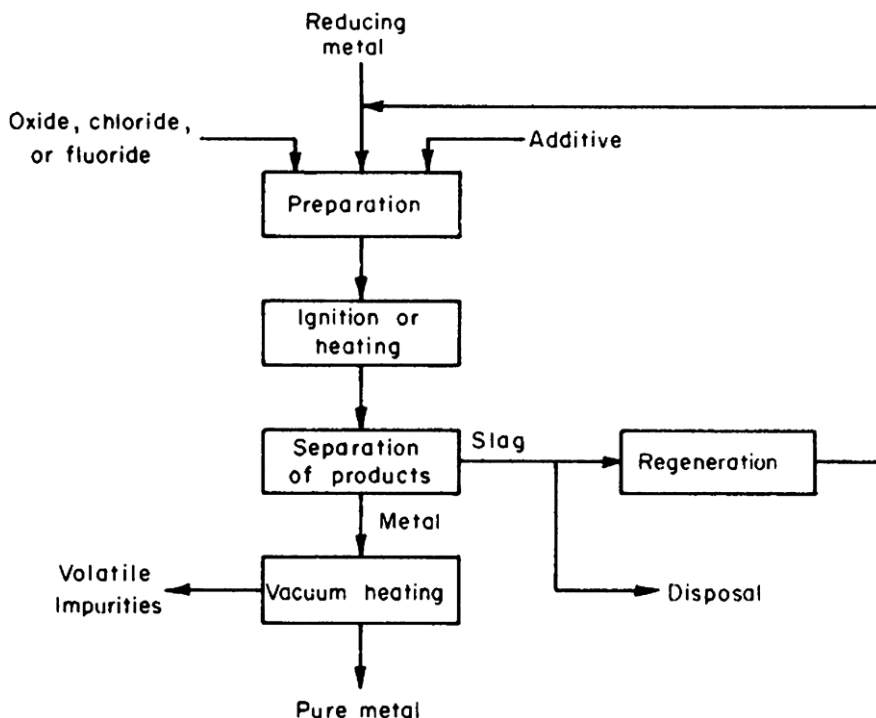 Reducing
metal
Oxide, chloride,
or fluoride
Additive
Preparation
Ignition or
heating
Separation
of products
Slag
Regeneration
Metal
Volatile
Impurities
Vacuum heating
Disposal
Pure metal